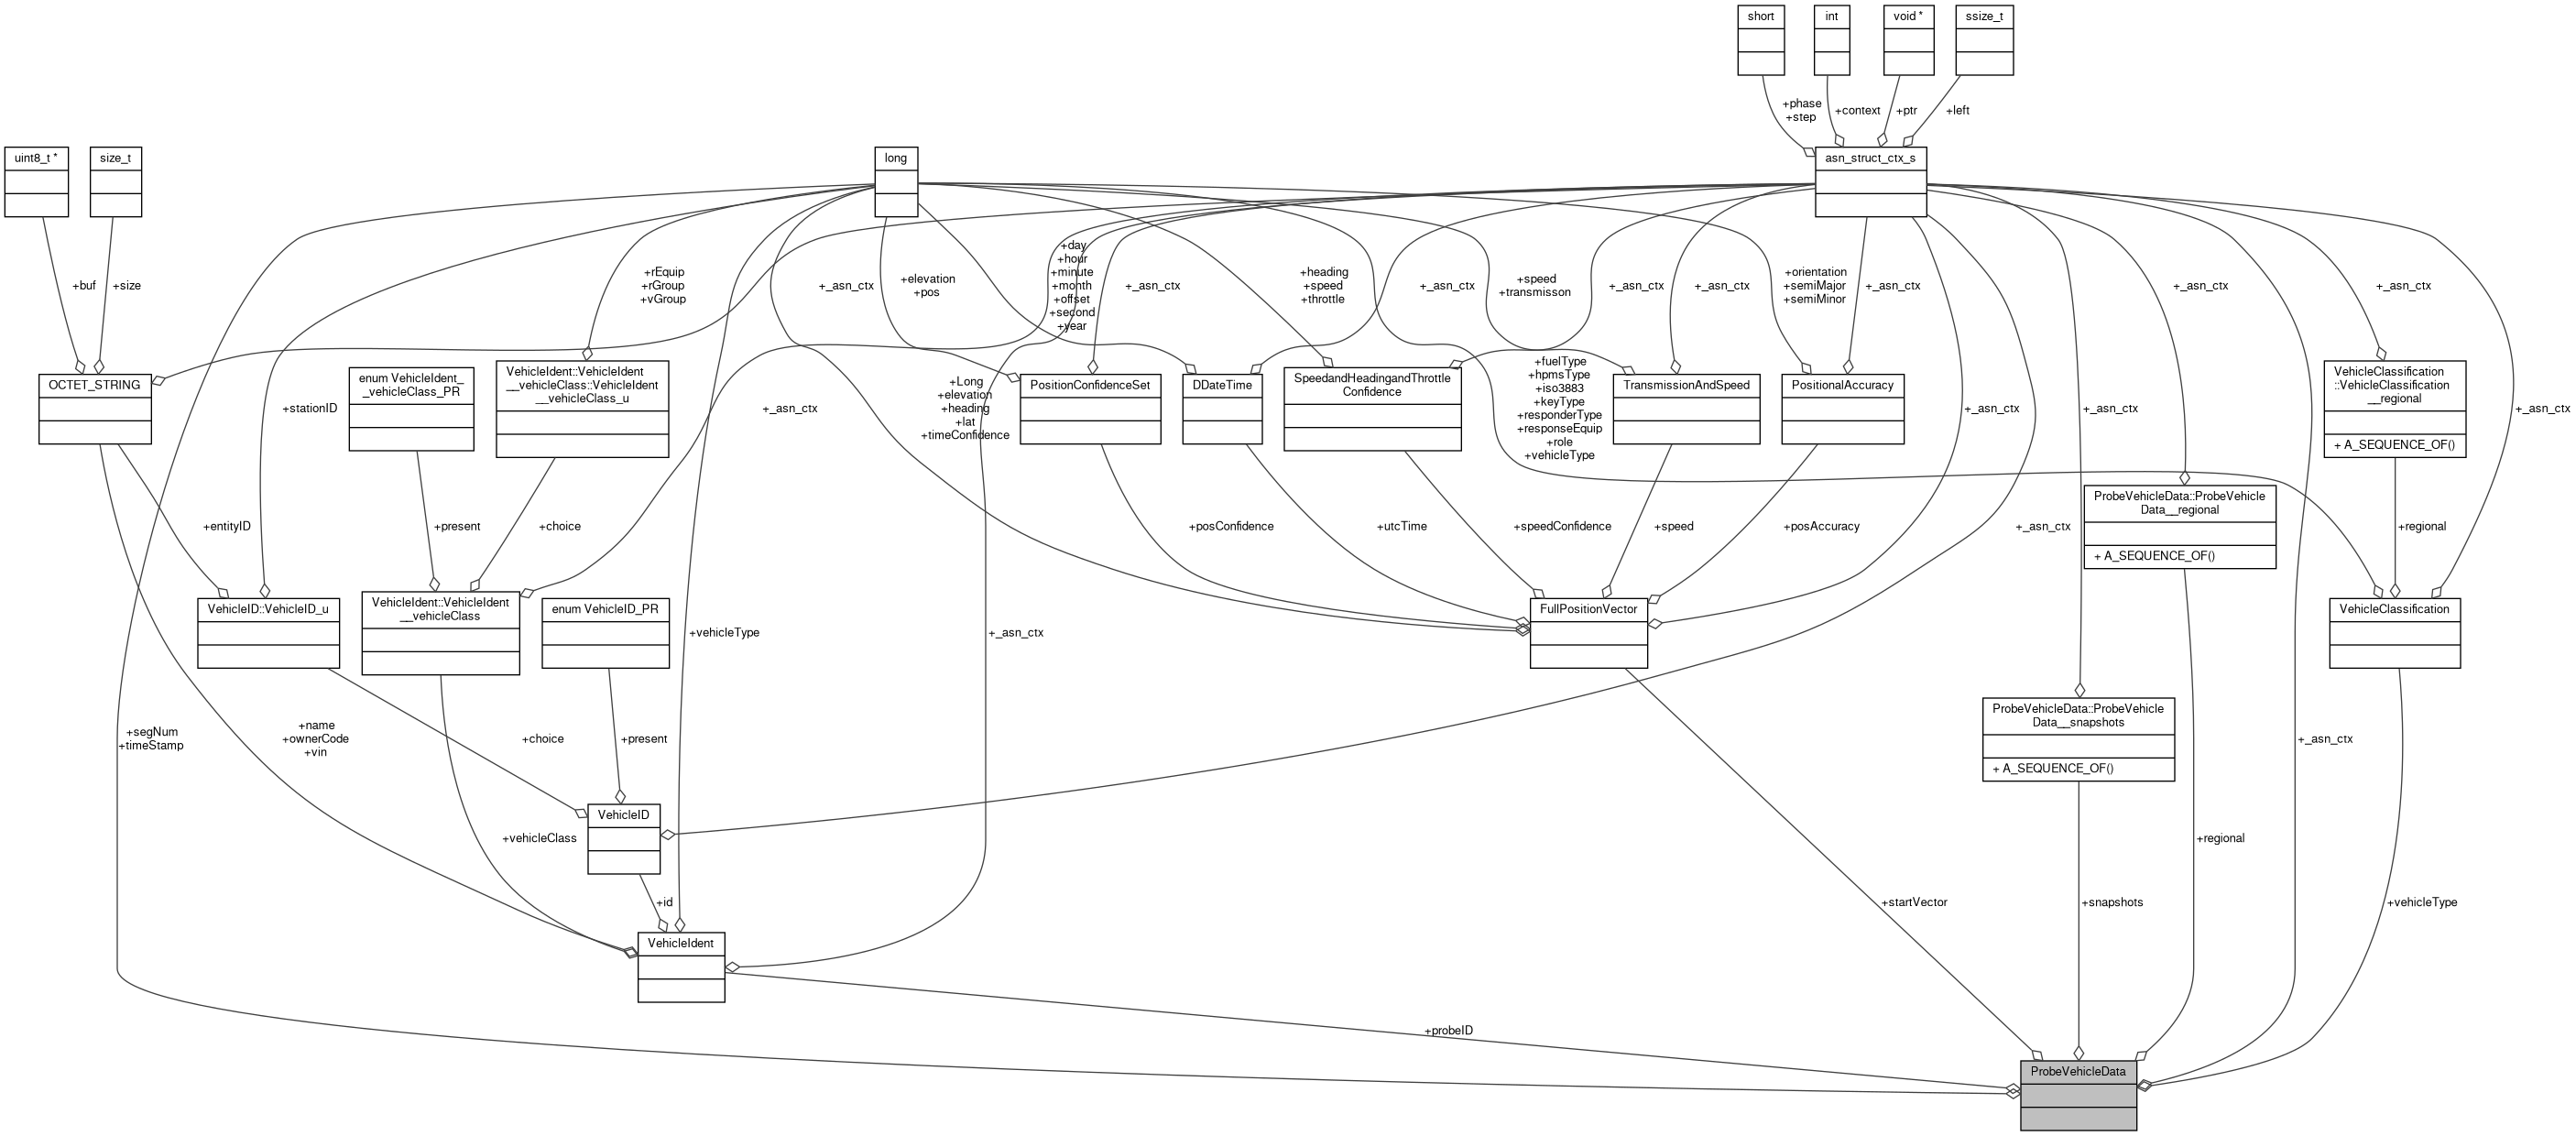 short
int
void *
ssize_t
+phase
+step
+context
+ptr
+left
uint8_t *
size_t
long
asn_struct_ctx_s
+buf
+size
+rEquip
+rGroup
+vGroup
+_asn_ctx
+elevation
+pos
+day
+hour
+minute
+month
+offset
+second
+year
+_asn_ctx
+heading
+speed
+throttle
+_asn_ctx
+speed
+transmisson
+_asn_ctx
+_asn_ctx
+orientation
+semiMajor
+semiMinor
+_asn_ctx
+_asn_ctx
+_asn_ctx
OCTET_STRING
+stationID
enum VehicleIdent_
_vehicleClass_PR
VehicleIdent::VehicleIdent
__vehicleClass::VehicleIdent
__vehicleClass_u
+_asn_ctx
+Long
+elevation
+heading
+lat
+timeConfidence
PositionConfidenceSet
DDateTime
SpeedandHeadingandThrottle
Confidence
+fuelType
+hpmsType
+iso3883
+keyType
+responderType
+responseEquip
+role
+vehicleType
TransmissionAndSpeed
PositionalAccuracy
+_asn_ctx
+_asn_ctx
VehicleClassification
::VehicleClassification
__regional
+ A_SEQUENCE_OF()
+_asn_ctx
+entityID
+present
+choice
+posConfidence
+utcTime
+speedConfidence
+speed
+posAccuracy
+_asn_ctx
ProbeVehicleData::ProbeVehicle
Data__regional
+ A_SEQUENCE_OF()
+regional
VehicleID::VehicleID_u
VehicleIdent::VehicleIdent
__vehicleClass
enum VehicleID_PR
+vehicleType
+_asn_ctx
FullPositionVector
VehicleClassification
+segNum
+timeStamp
+name
+ownerCode
+vin
+choice
+present
ProbeVehicleData::ProbeVehicle
Data__snapshots
+ A_SEQUENCE_OF()
+_asn_ctx
+vehicleClass
VehicleID
+regional
+id
+startVector
+snapshots
+vehicleType
VehicleIdent
+probeID
ProbeVehicleData